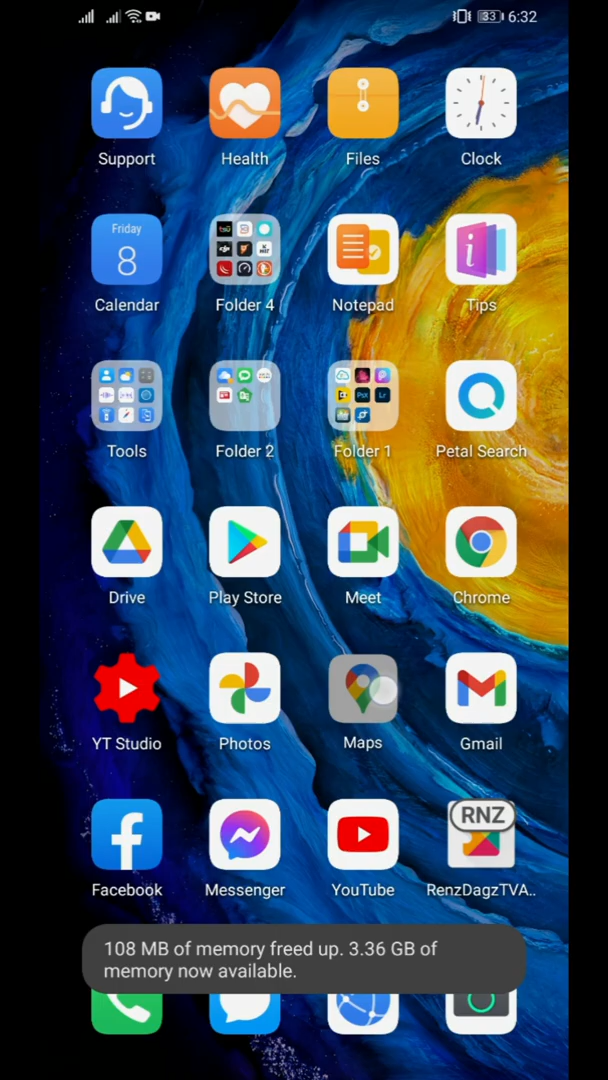 33 6:32
Support Health Files Clock
Friday
8
Calendar Folder 4 Notepad Tips
Tools Folder 2 Folder 1 Petal Search
Drive Play Store Meet Chrome
YT Studio Photos Maps Gmail
RNZ
Facebook Messenger YouTube RenzDagzTVA..
108 MB of memory freed up. 3.36 GB of
memory now available.